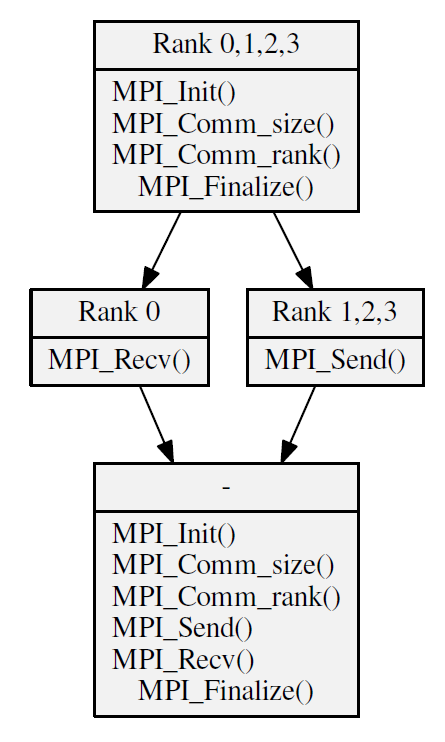 Rank 0,1,2,3
MPI_Init()
MPI_Comm_size()
MPI_Comm_rank()
MPI_Finalize()
Rank 0
MPI_Recv()
Rank 1,2,3
MPI_Send()
-
MPI_Init()
MPI_Comm_size()
MPI_Comm_rank()
MPI_Send()
MPI_Recv()
MPI_Finalize()